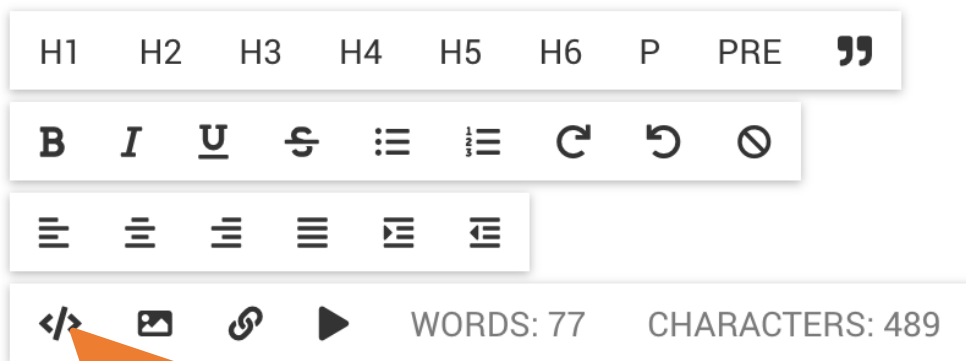 H1 H2 H3 H4 H5 H6 P PRE ”
B I U S
WORDS: 77 CHARACTERS: 489